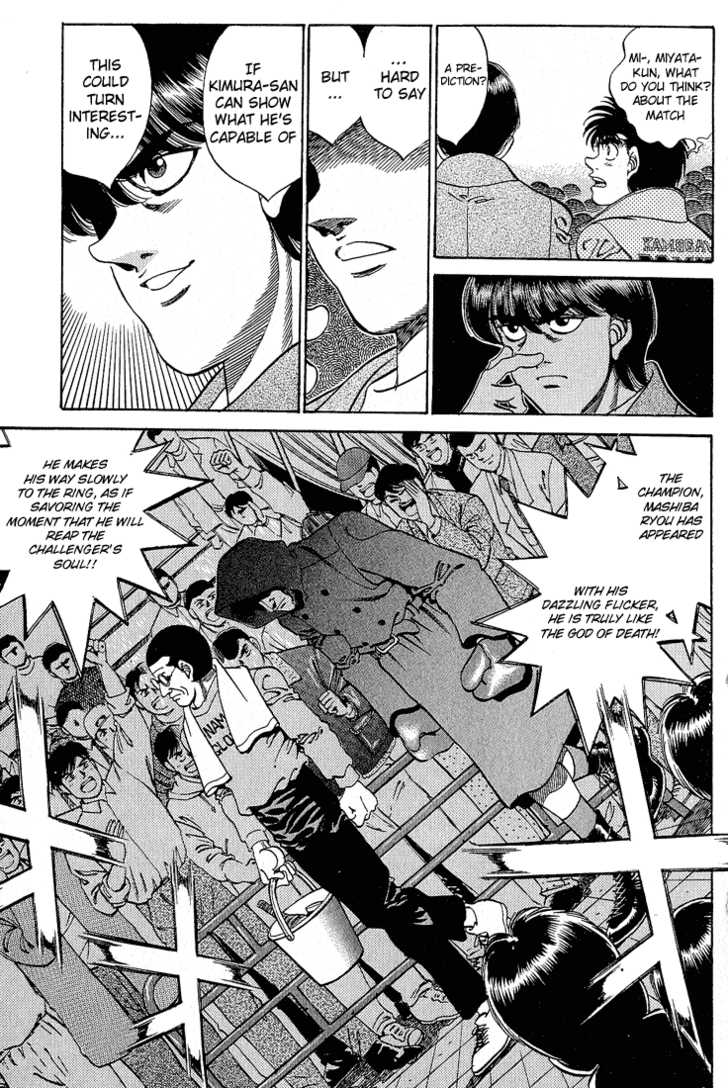 MI-, MIYATA-
KUN, WHAT
DO YOU THINK?
ABOUT THE
MATCH
A PRE-
DICTION?
...
HARD
TO SAY
BUT
...
IF
KIMURA-SAN
CAN SHOW
WHAT HE'S
CAPABLE OF
THIS
COULD
TURN
INTEREST-
ING...
THE
CHAMPION,
MASHIBA
RYOU HAS
APPEARED
WITH HIS
DAZZLING FLICKER,
HE IS TRULY LIKE
THE GOD OF DEATH!
HE MAKES
HIS WAY SLOWLY
TO THE RING, AS IF
SAVORING THE
MOMENT THAT HE WILL
REAP THE
CHALLENGER'S
SOUL!!